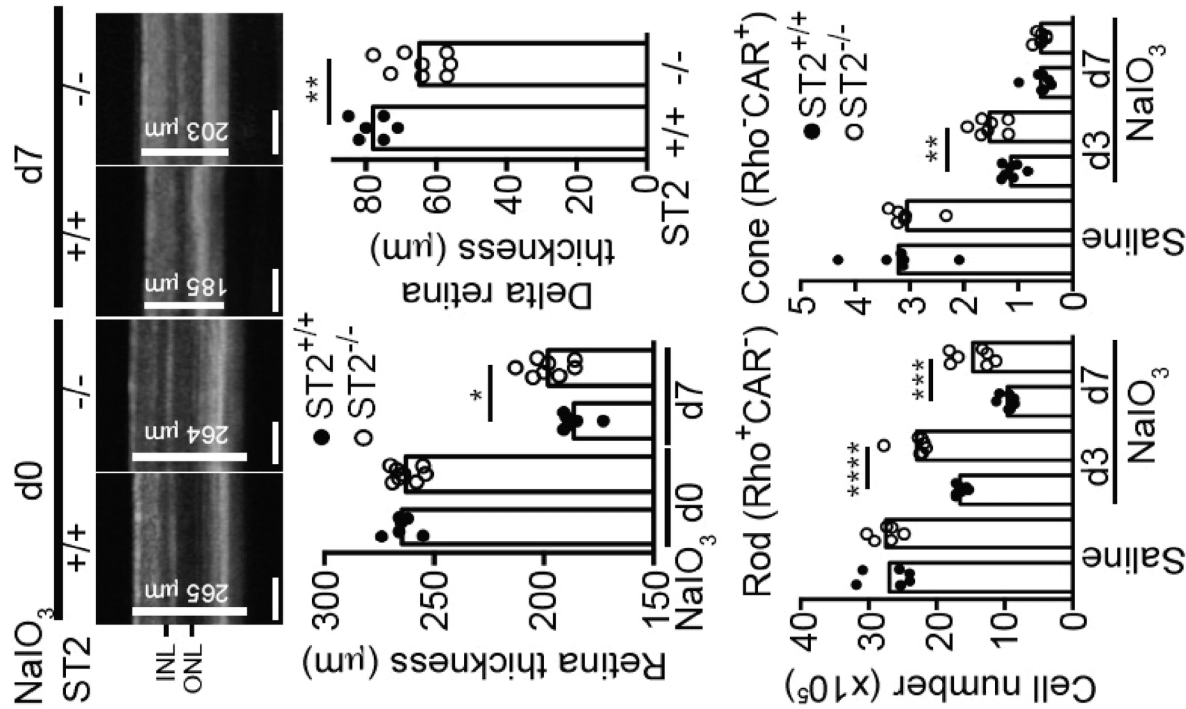 NaIO3 d0 d7
ST2 +/+ -/- +/+ -/-
INL
ONL
265 μm
264 μm
185 μm
203 μm
Retina thickness (μm)
300
250
200
150
ST2+/+
ST2-/-
*
NaIO3 d0 d7
Delta retina
thickness (μm)
80
60
40
20
0
**
ST2 +/+ -/-
Rod (Rho+CAR-)
Cell number (x10⁵)
40
30
20
10
0
****
***
Saline d3 d7
NaIO3
Cone (Rho-CAR+)
5
4
3
2
1
0
ST2+/+
ST2-/-
**
Saline d3 d7
NaIO3